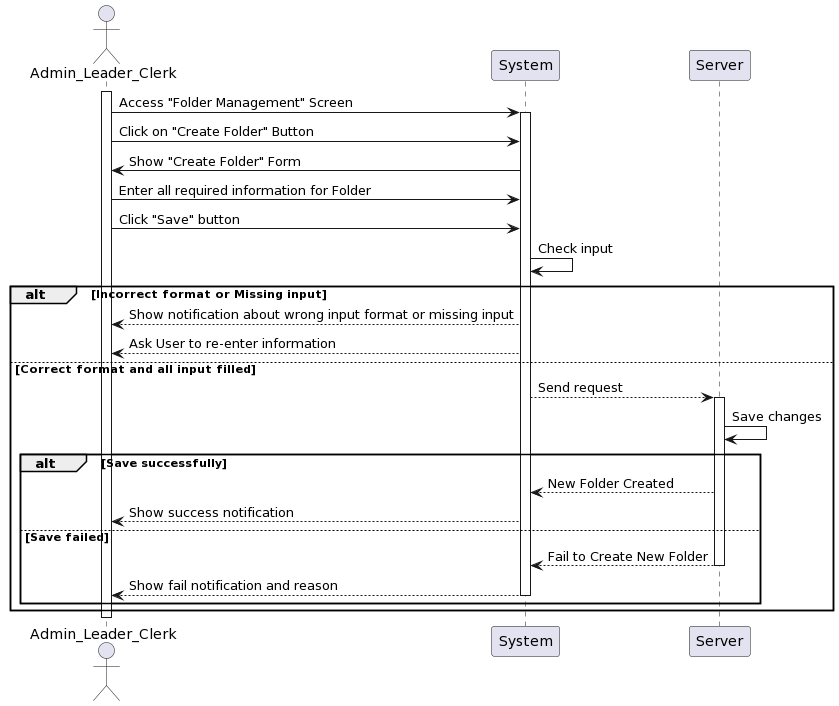 Admin_Leader_Clerk
System
Server
Access "Folder Management" Screen
Click on "Create Folder" Button
Show "Create Folder" Form
Enter all required information for Folder
Click "Save" button
Check input
alt
[Incorrect format or Missing input]
Show notification about wrong input format or missing input
Ask User to re-enter information
[Correct format and all input filled]
Send request
Save changes
alt
[Save successfully]
New Folder Created
Show success notification
[Save failed]
Fail to Create New Folder
Show fail notification and reason
Admin_Leader_Clerk
System
Server